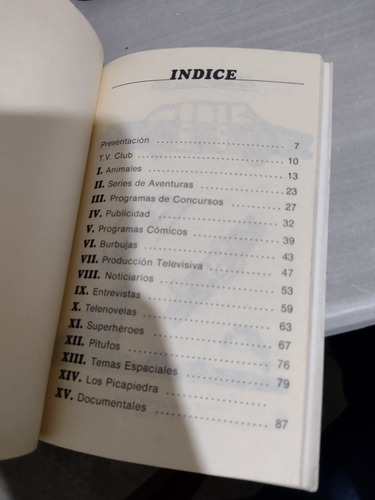 INDICE
Presentación 7
T.V. Club 10
I. Animales 13
II. Series de Aventuras 23
III. Programas de Concursos 27
IV. Publicidad 32
V. Programas Cómicos 39
VI. Burbujas 43
VII. Producción Televisiva 47
VIII. Noticiarios 53
IX. Entrevistas 59
X. Telenovelas 63
XI. Superhéroes 67
XII. Pitufos 76
XIII. Temas Espaciales 79
XIV. Los Picapiedra
XV. Documentales 87